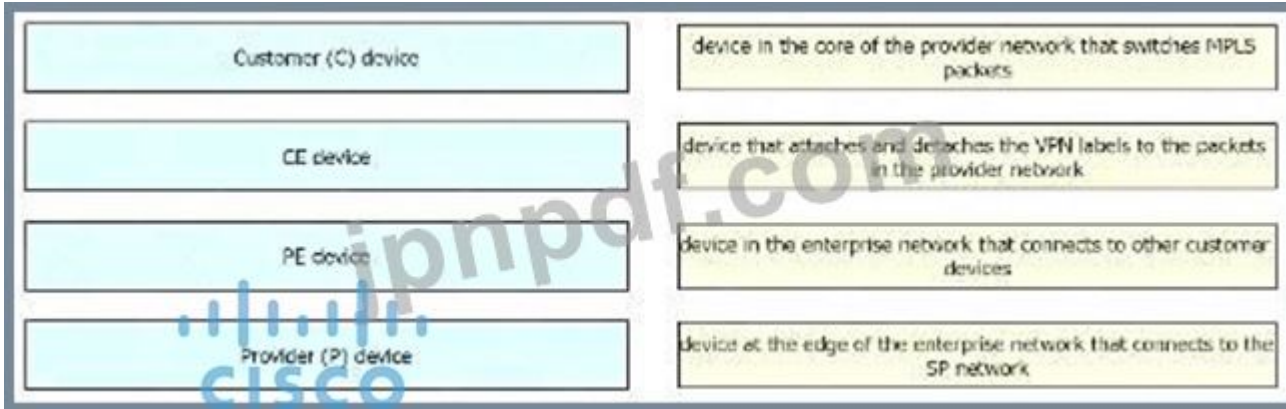 Customer (C) device
device in the core of the provider network that switches MPLS
packets
CE device
device that attaches and detaches the VPN labels to the packets
in the provider network
PE device
device in the enterprise network that connects to other customer
devices
Provider (P) device
device at the edge of the enterprise network that connects to the
SP network
jpnpdf.com
CISCO